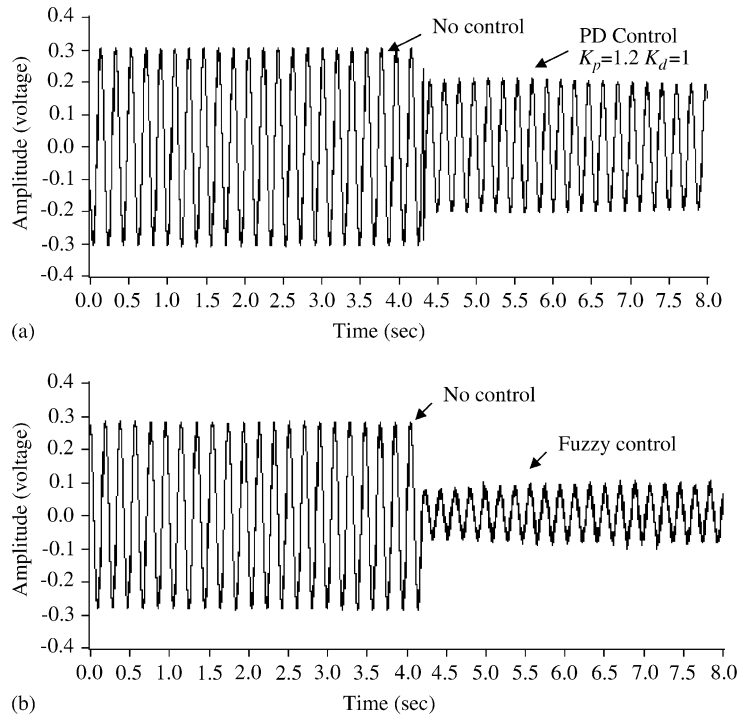 0.4
0.3
0.2
0.1
0.0
-0.1
-0.2
-0.3
-0.4
Amplitude (voltage)
No control
PD Control
Kp=1.2 Kd=1
0.0 0.5 1.0 1.5 2.0 2.5 3.0 3.5 4.0 4.5 5.0 5.5 6.0 6.5 7.0 7.5 8.0
(a)
Time (sec)
0.4
0.3
0.2
0.1
0.0
-0.1
-0.2
-0.3
-0.4
Amplitude (voltage)
No control
Fuzzy control
0.0 0.5 1.0 1.5 2.0 2.5 3.0 3.5 4.0 4.5 5.0 5.5 6.0 6.5 7.0 7.5 8.0
(b)
Time (sec)